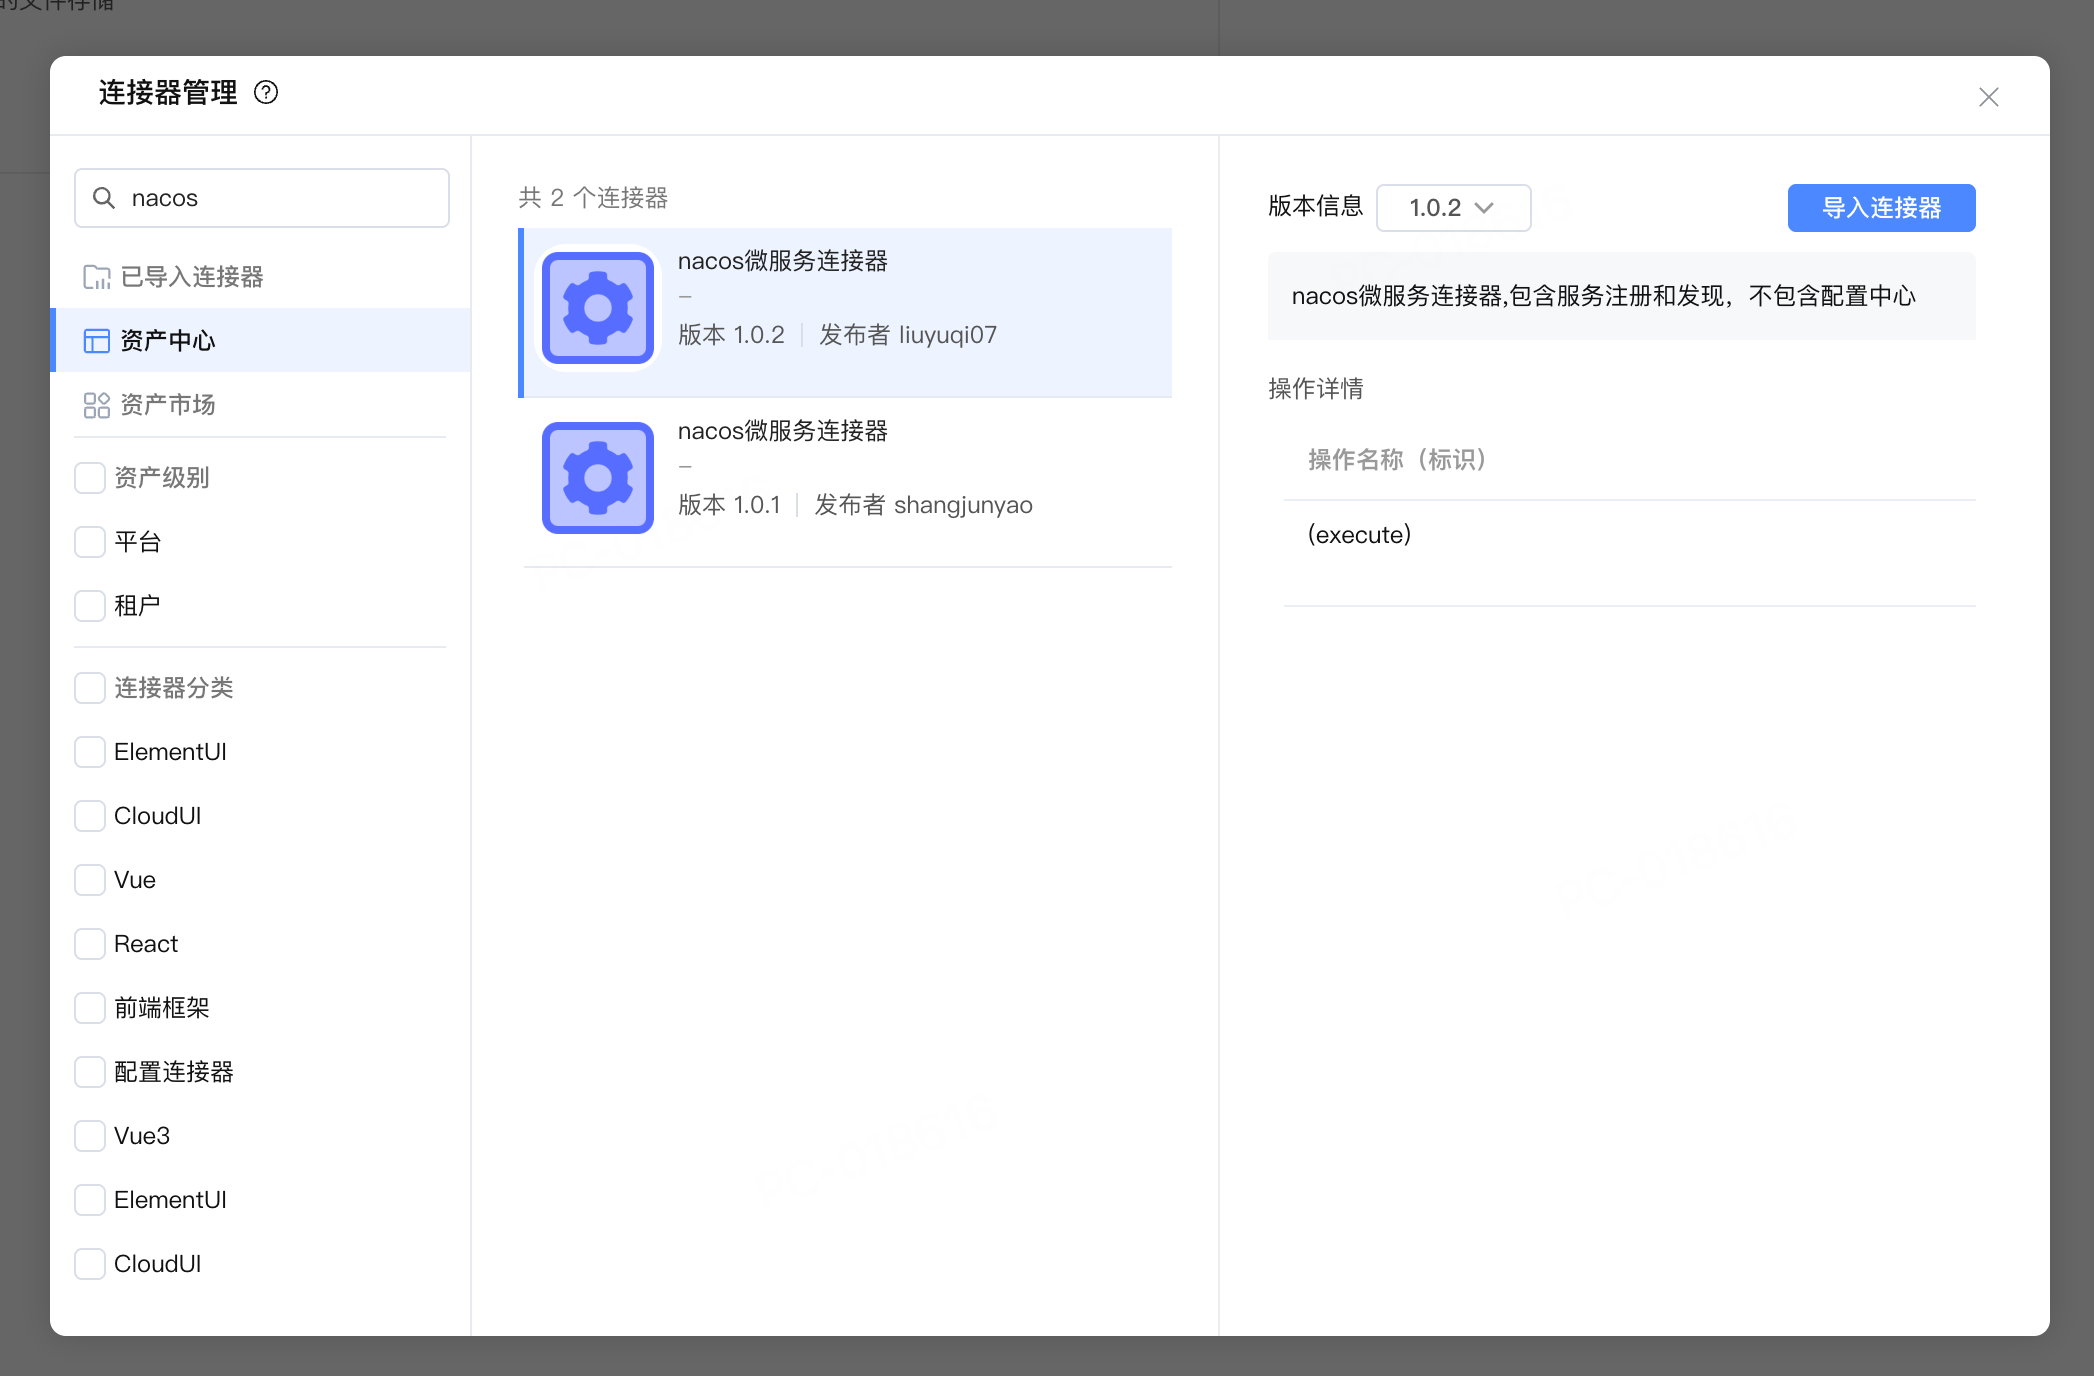 的文件存储
连接器管理
nacos
已导入连接器
资产中心
资产市场
资产级别
平台
租户
连接器分类
ElementUI
CloudUI
Vue
React
前端框架
配置连接器
Vue3
ElementUI
CloudUI
共 2 个连接器
nacos微服务连接器
–
版本 1.0.2 发布者 liuyuqi07
nacos微服务连接器
–
版本 1.0.1 发布者 shangjunyao
版本信息 1.0.2 导入连接器
nacos微服务连接器,包含服务注册和发现，不包含配置中心
操作详情
操作名称（标识）
(execute)